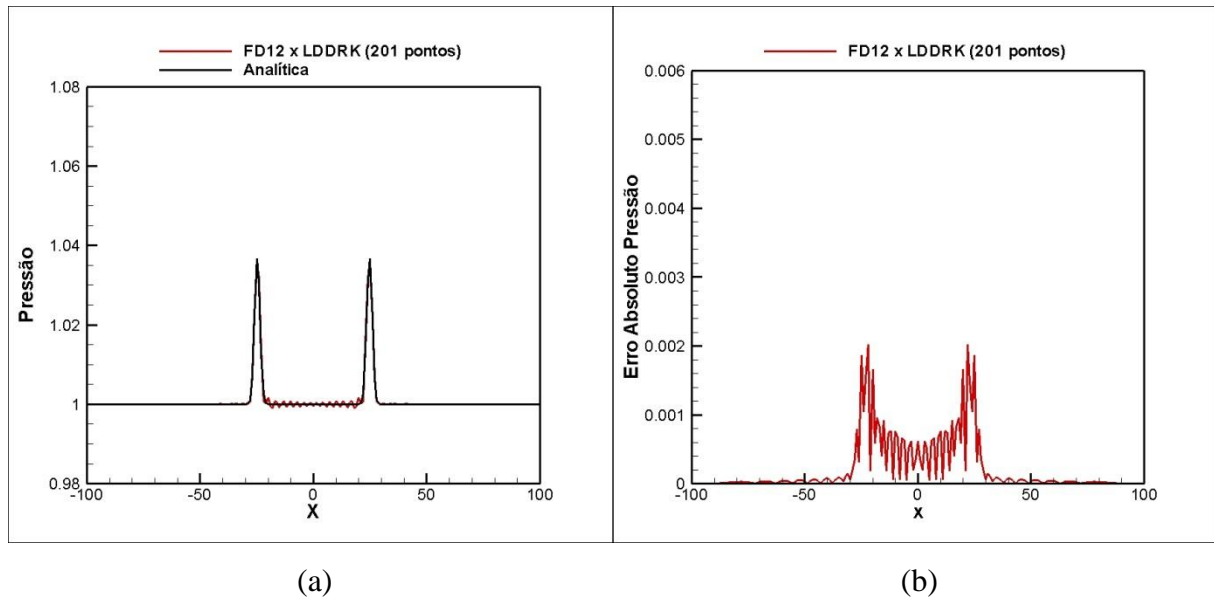 FD12 x LDDRK (201 pontos)
Analítica
1.08
1.06
1.04
1.02
1
0.98
-100
-50
0
50
100
Pressão
X
FD12 x LDDRK (201 pontos)
0.006
0.005
0.004
0.003
0.002
0.001
0
-100
-50
0
50
100
Erro Absoluto Pressão
x
(a)
(b)